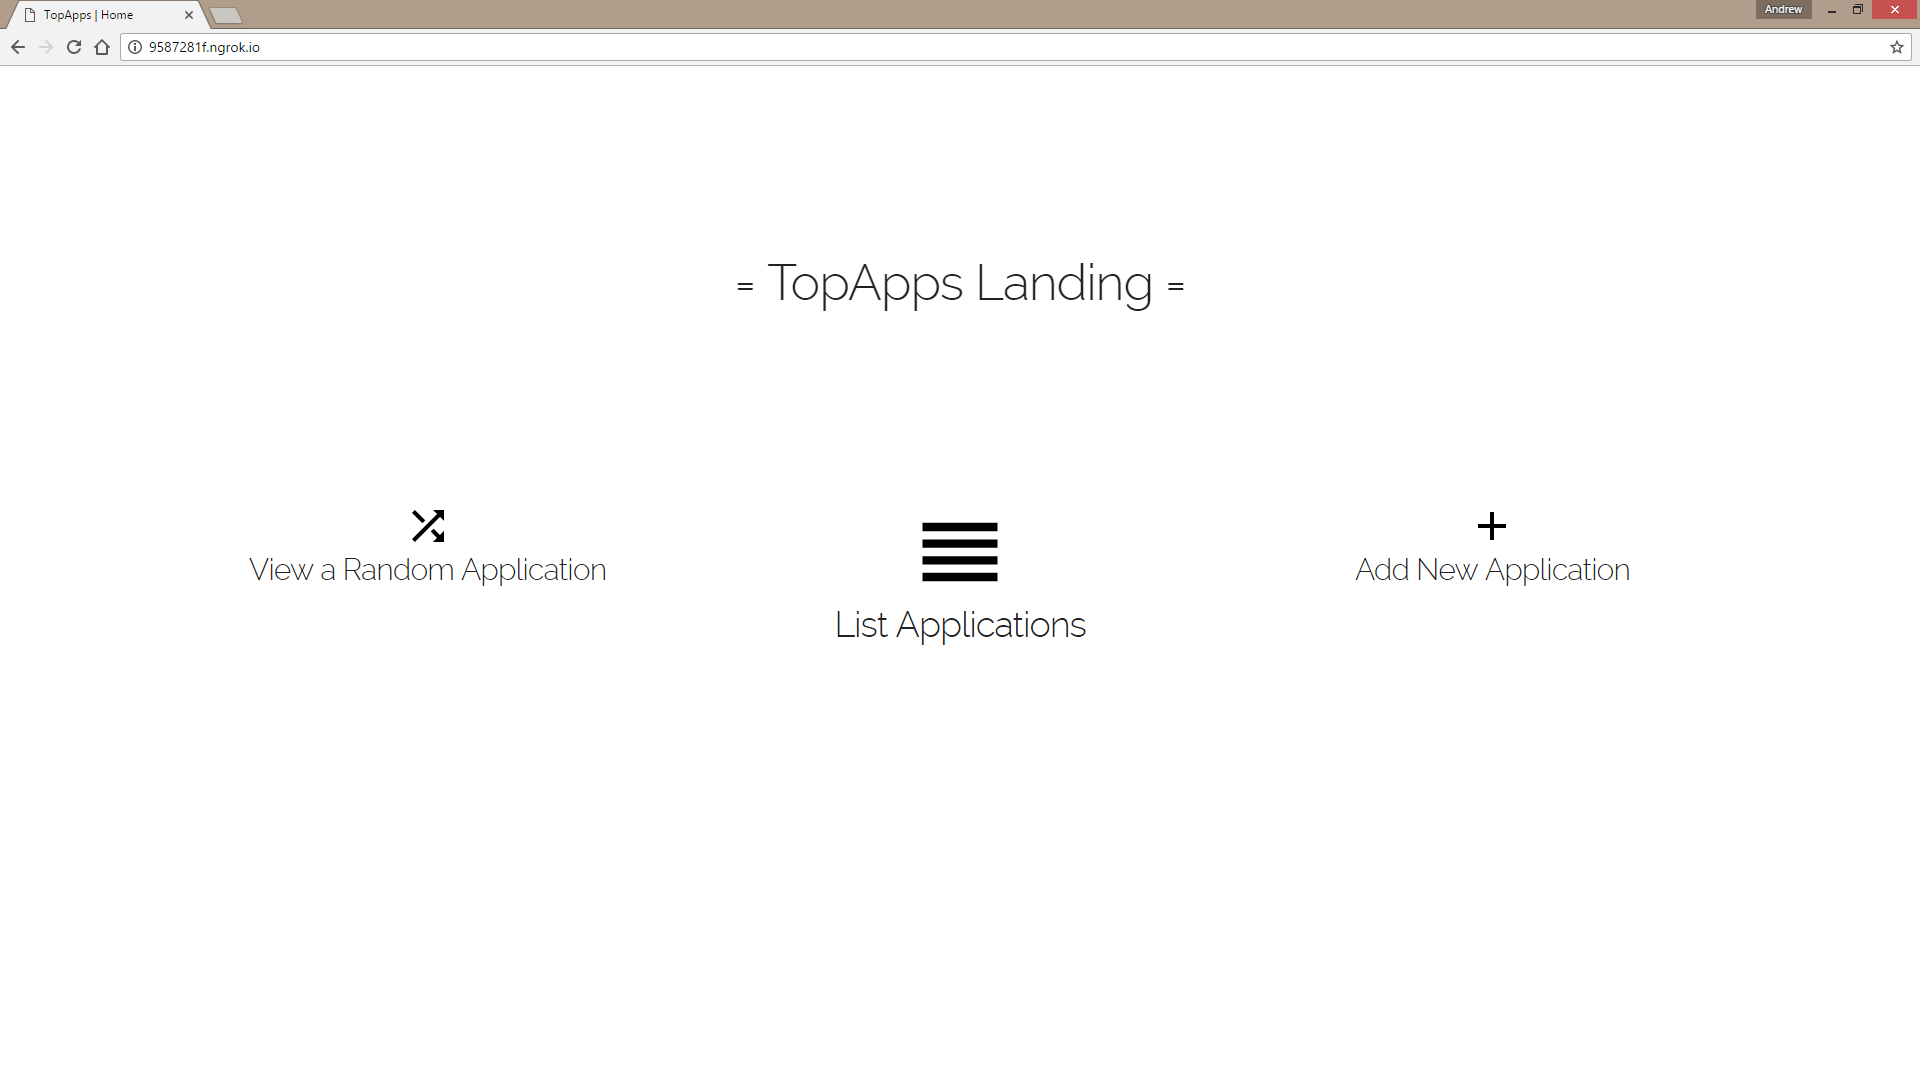 TopApps | Home
Andrew
9587281f.ngrok.io
= TopApps Landing =
View a Random Application
List Applications
Add New Application